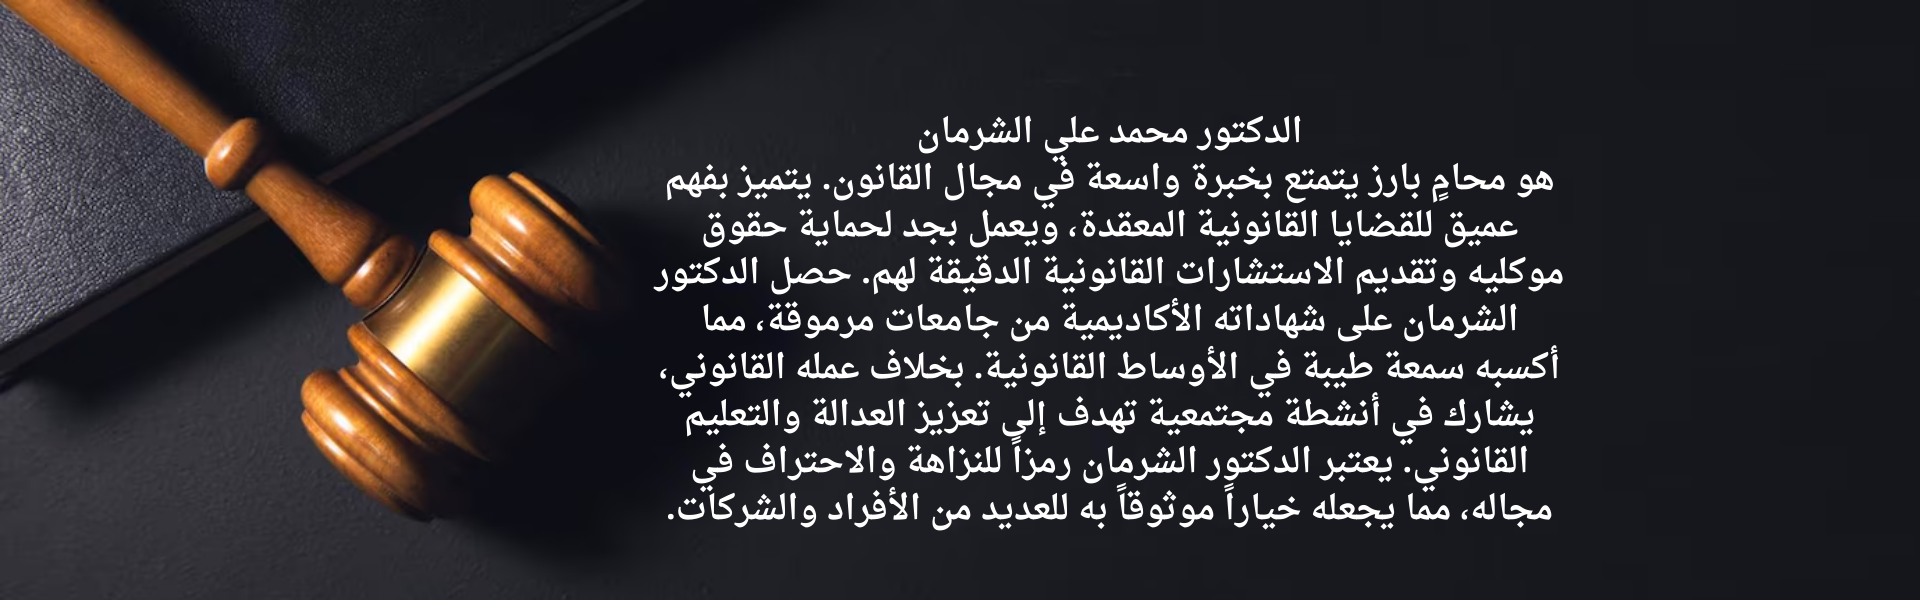 الدكتور محمد علي الشرمان
هو محامٍ بارز يتمتع بخبرة واسعة في مجال القانون. يتميز بفهم
عميق للقضايا القانونية المعقدة، ويعمل بجد لحماية حقوق
موكليه وتقديم الاستشارات القانونية الدقيقة لهم. حصل الدكتور
الشرمان على شهاداته الأكاديمية من جامعات مرموقة، مما
أكسبه سمعة طيبة في الأوساط القانونية. بخلاف عمله القانوني،
يشارك في أنشطة مجتمعية تهدف إلى تعزيز العدالة والتعليم
القانوني. يعتبر الدكتور الشرمان رمزاً للنزاهة والاحتراف في
مجاله، مما يجعله خياراً موثوقاً به للعديد من الأفراد والشركات.